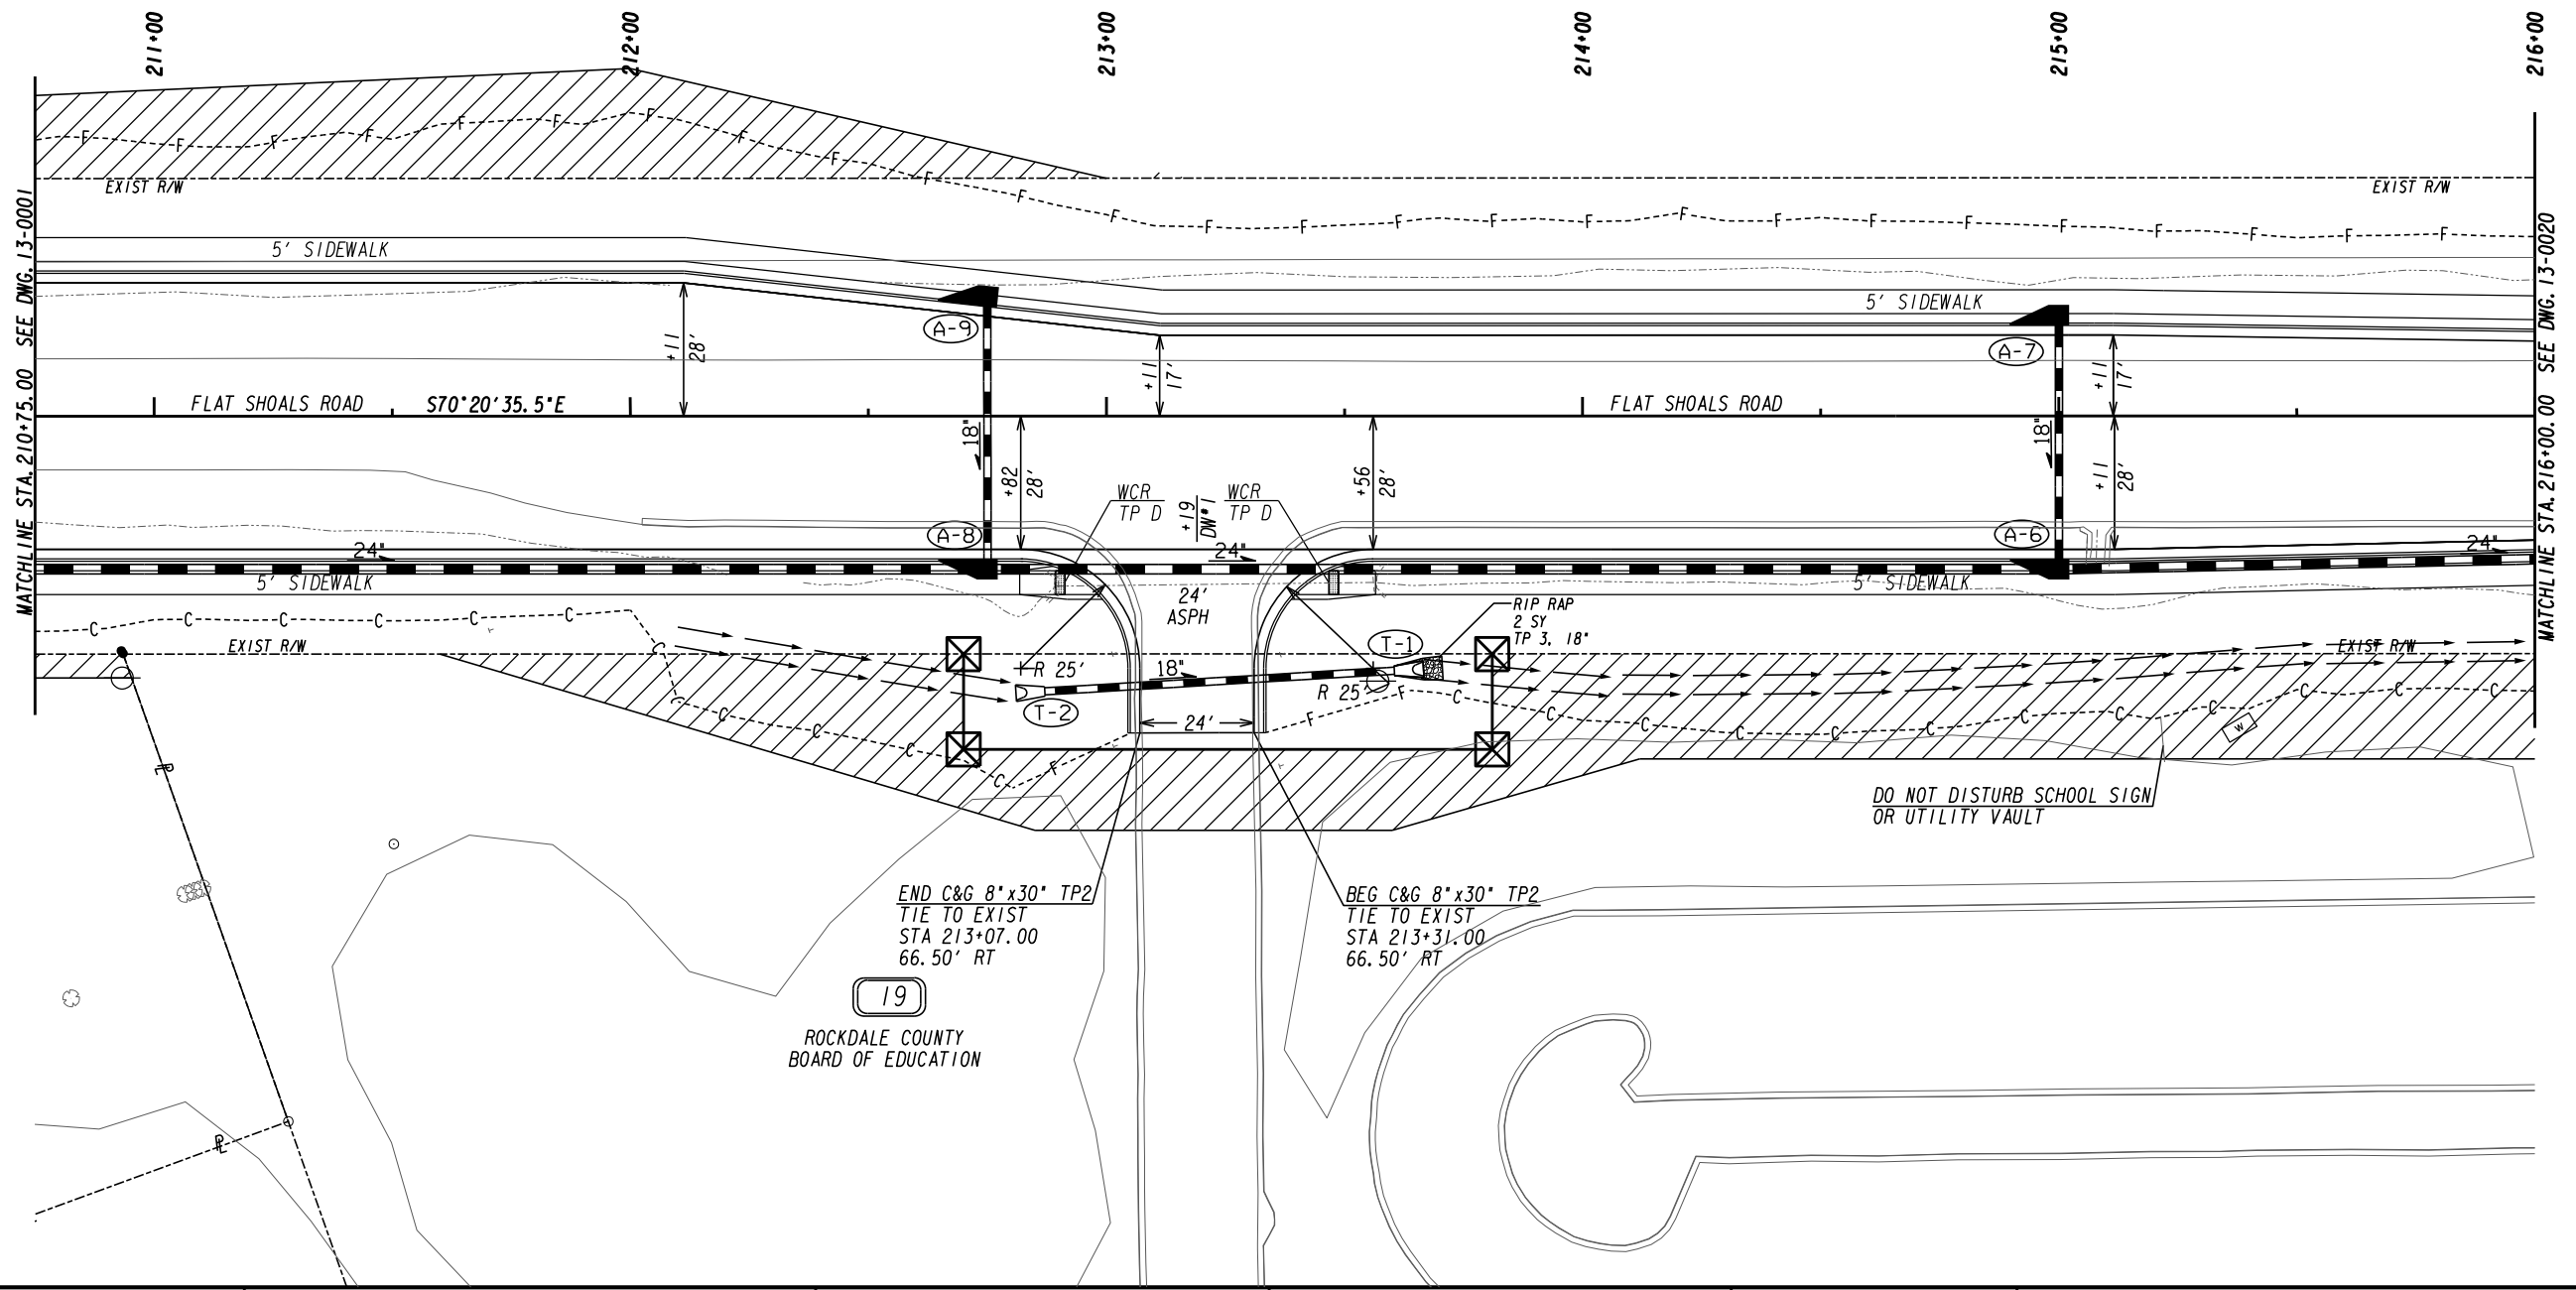 211+00
212+00
213+00
214+00
215+00
216+00
MATCHLINE STA. 210+75.00 SEE DWG. 13-0001
MATCHLINE STA. 216+00.00 SEE DWG. 13-0020
F F F F F F F F F F F F F F F F F F F F F F F F F F
EXIST R/W
EXIST R/W
5' SIDEWALK
5' SIDEWALK
A-9
A-7
+11
28'
+11
17'
+11
17'
FLAT SHOALS ROAD
S70°20'35.5"E
FLAT SHOALS ROAD
18"
18"
+82
28'
WCR
TP D
+19
DW#1
WCR
TP D
+56
28'
+11
28'
A-8
A-6
24"
24"
24"
5' SIDEWALK
5' SIDEWALK
24'
ASPH
RIP RAP
2 SY
TP 3, 18"
C C C C C C
EXIST R/W
EXIST R/W
T-1
R 25'
18"
R 25'
T-2
24'
F F F
C C C C C C C C C C C C C C C C C
W
PL
DO NOT DISTURB SCHOOL SIGN
OR UTILITY VAULT
END C&G 8"x30" TP2
TIE TO EXIST
STA 213+07.00
66.50' RT
BEG C&G 8"x30" TP2
TIE TO EXIST
STA 213+31.00
66.50' RT
19
ROCKDALE COUNTY
BOARD OF EDUCATION
PL